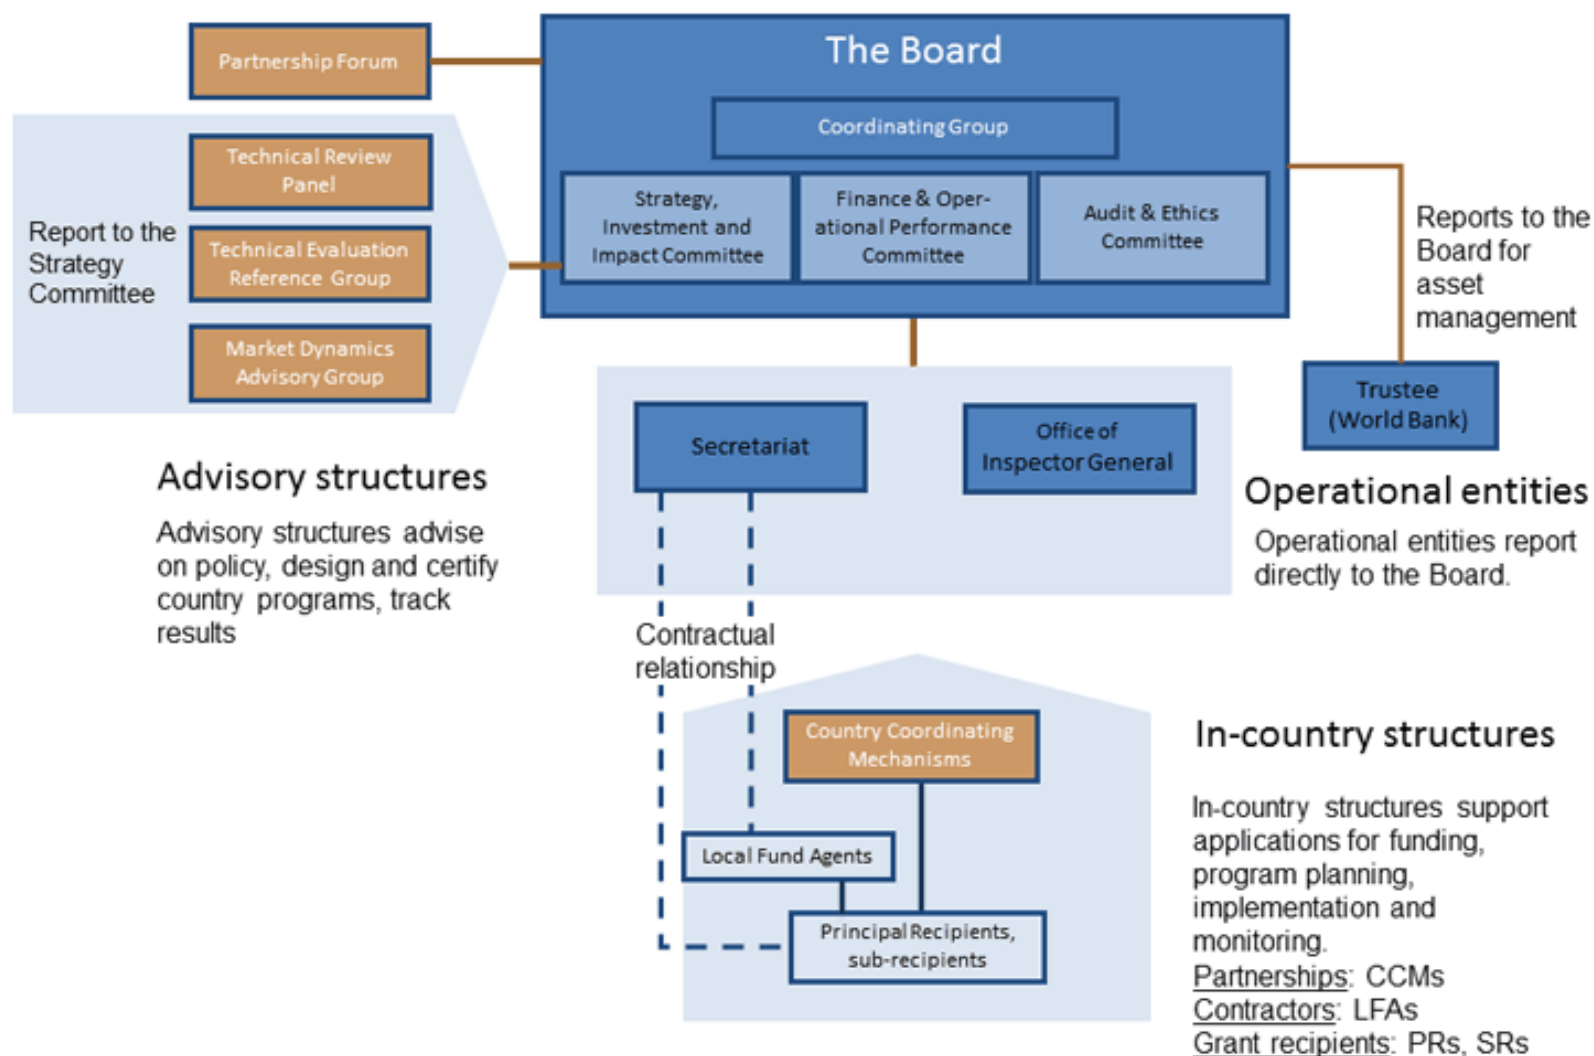 Partnership Forum
The Board
Coordinating Group
Technical Review
Panel
Report to the
Strategy
Committee
Technical Evaluation
Reference Group
Market Dynamics
Advisory Group
Strategy,
Investment and
Impact Committee
Finance & Oper-
ational Performance
Committee
Audit & Ethics
Committee
Reports to the
Board for
asset
management
Trustee
(World Bank)
Secretariat
Office of
Inspector General
Advisory structures
Advisory structures advise
on policy, design and certify
country programs, track
results
Operational entities
Operational entities report
directly to the Board.
Contractual
relationship
Country Coordinating
Mechanisms
Local Fund Agents
Principal Recipients,
sub-recipients
In-country structures
In-country structures support
applications for funding,
program planning,
implementation and
monitoring.
Partnerships: CCMs
Contractors: LFAs
Grant recipients: PRs, SRs